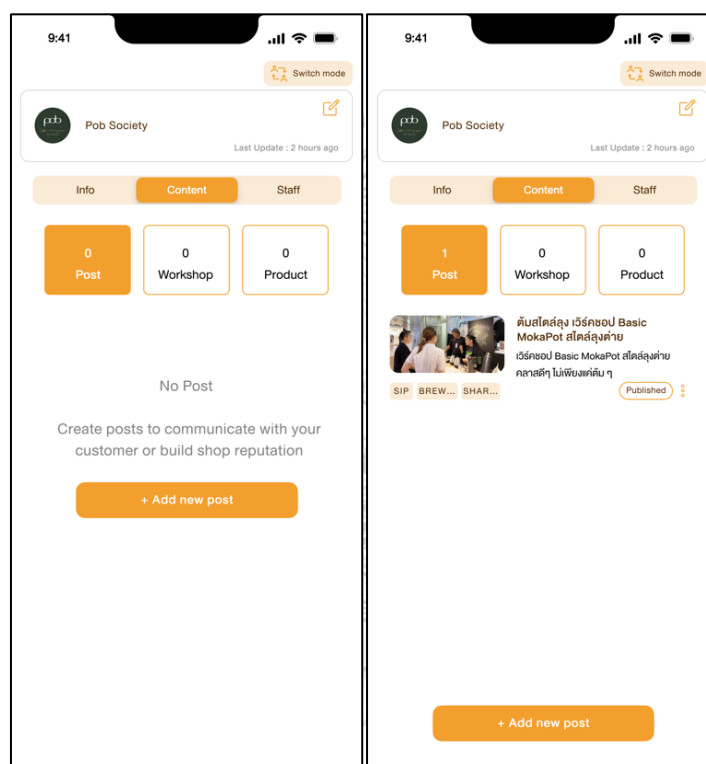 9:41
Switch mode
pob
Pob Society
Last Update : 2 hours ago
Info
Content
Staff
0
Post
0
Workshop
0
Product
No Post
Create posts to communicate with your
customer or build shop reputation
+ Add new post
9:41
Switch mode
pob
Pob Society
Last Update : 2 hours ago
Info
Content
Staff
1
Post
0
Workshop
0
Product
ต้มสไตล์ลุง เวิร์คชอป Basic
MokaPot สไตล์ลุงต่าย
เวิร์คชอป Basic MokaPot สไตล์ลุงต่าย
คลาสดีๆ ไม่เพียงแค่ต้ม ๆ
SIP
BREW...
SHAR...
Published
+ Add new post